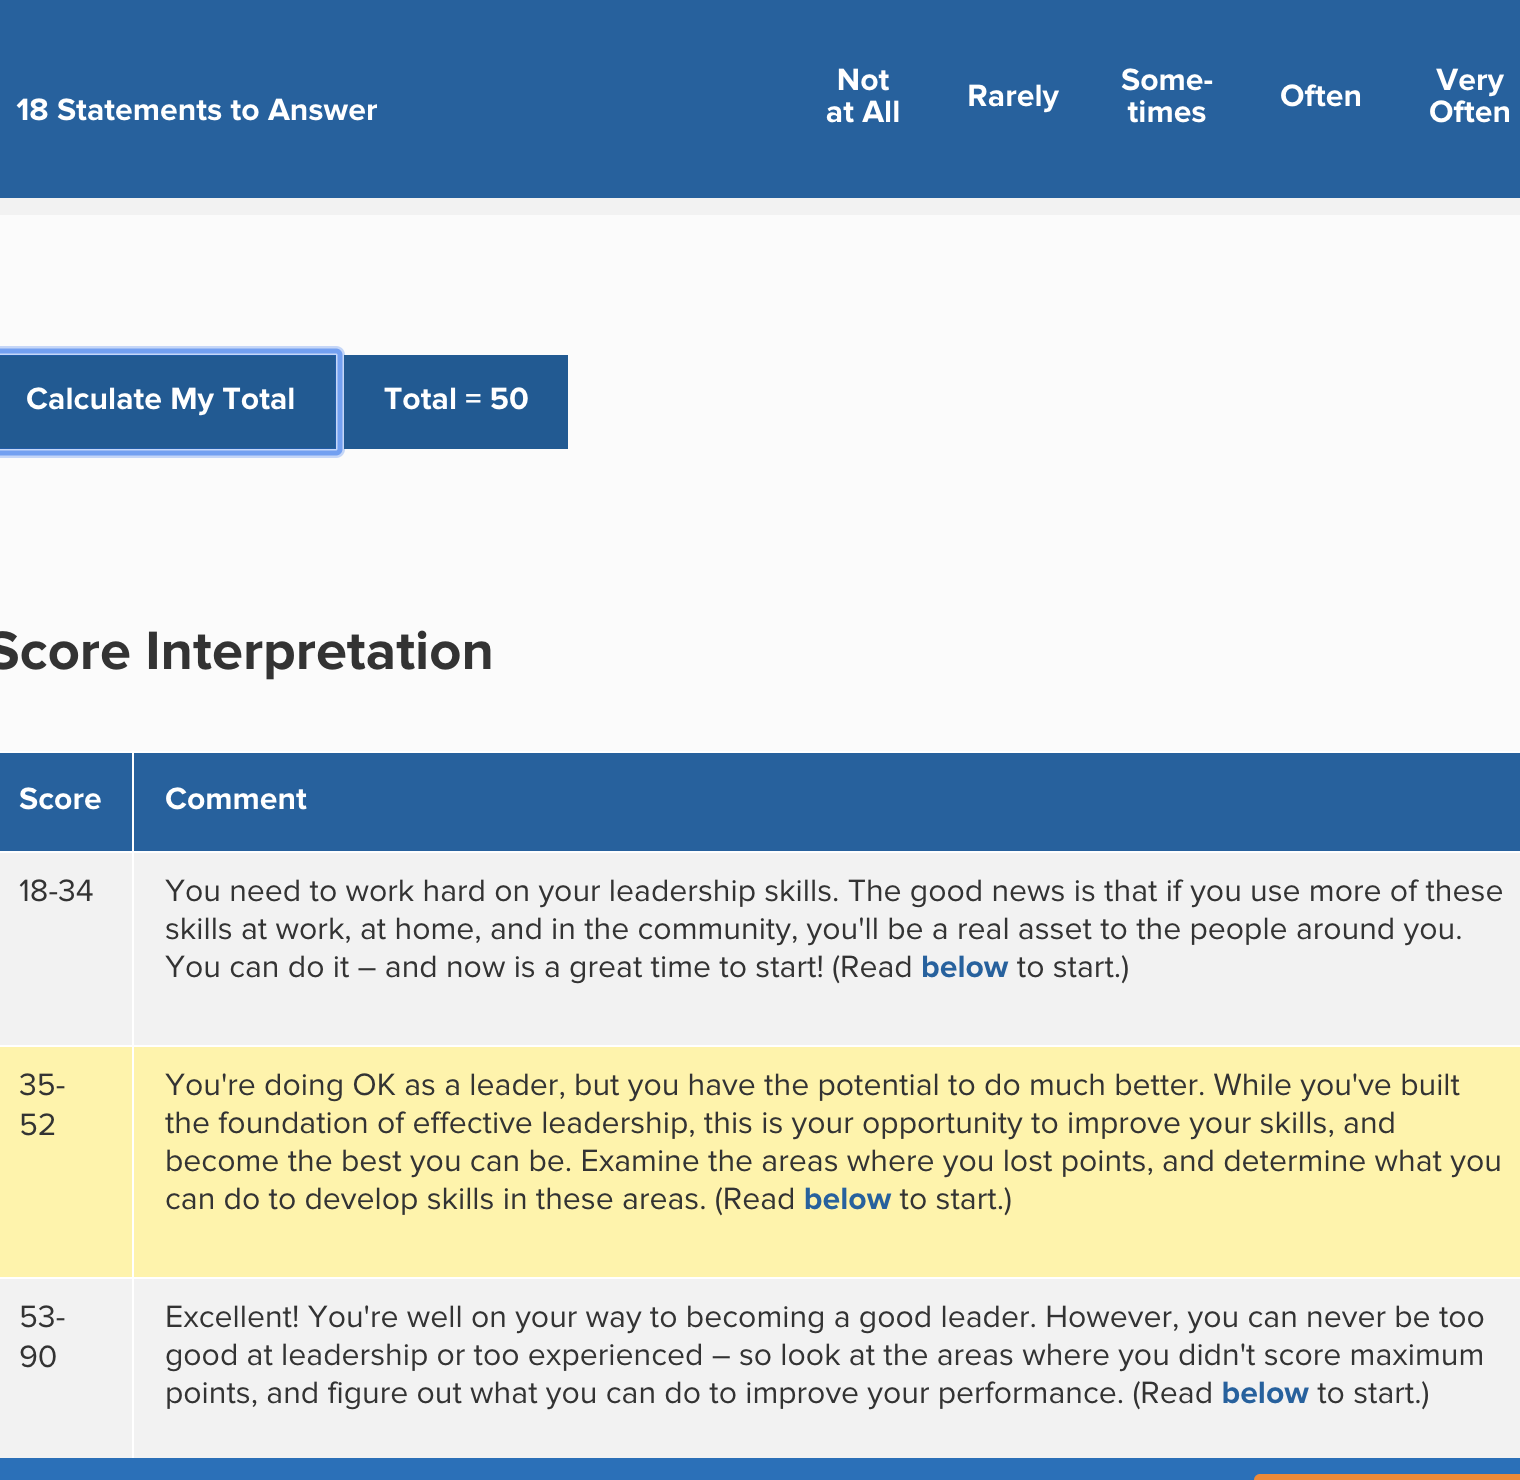 18 Statements to Answer
Not
at All
Rarely
Some-
times
Often
Very
Often
Calculate My Total
Total = 50
Score Interpretation
Score
Comment
18-34
You need to work hard on your leadership skills. The good news is that if you use more of these
skills at work, at home, and in the community, you'll be a real asset to the people around you.
You can do it – and now is a great time to start! (Read below to start.)
35-
52
You're doing OK as a leader, but you have the potential to do much better. While you've built
the foundation of effective leadership, this is your opportunity to improve your skills, and
become the best you can be. Examine the areas where you lost points, and determine what you
can do to develop skills in these areas. (Read below to start.)
53-
90
Excellent! You're well on your way to becoming a good leader. However, you can never be too
good at leadership or too experienced – so look at the areas where you didn't score maximum
points, and figure out what you can do to improve your performance. (Read below to start.)